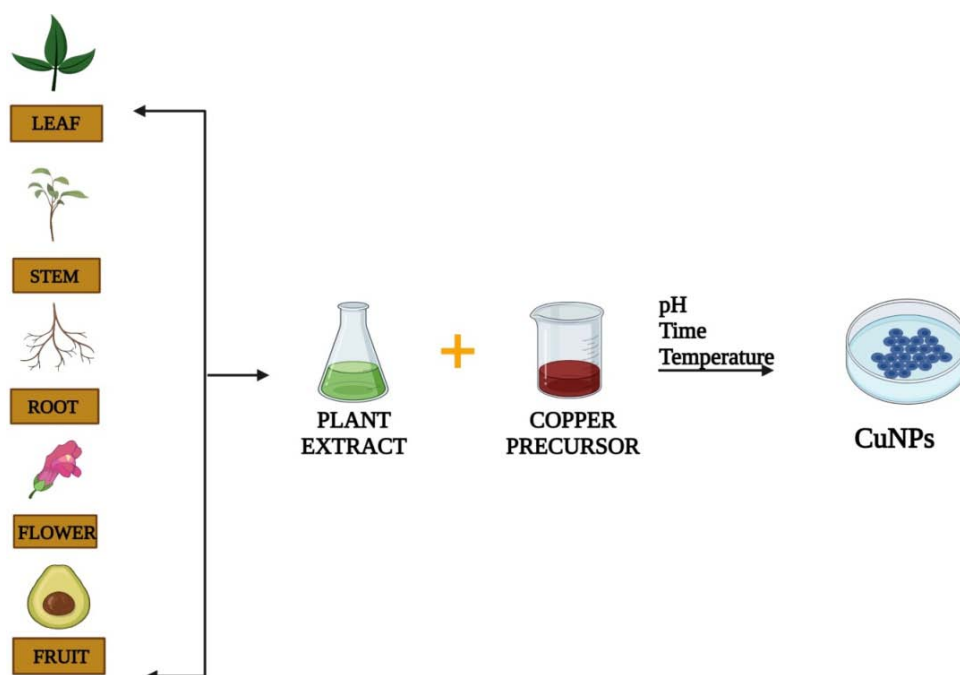 LEAF
STEM
ROOT
FLOWER
FRUIT
PLANT
EXTRACT
COPPER
PRECURSOR
pH
Time
Temperature
CuNPs